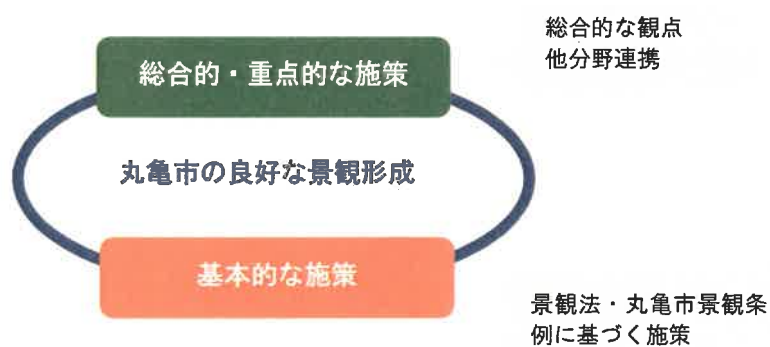 総合的な観点
他分野連携
総合的・重点的な施策
丸亀市の良好な景観形成
基本的な施策
景観法・丸亀市景観条
例に基づく施策